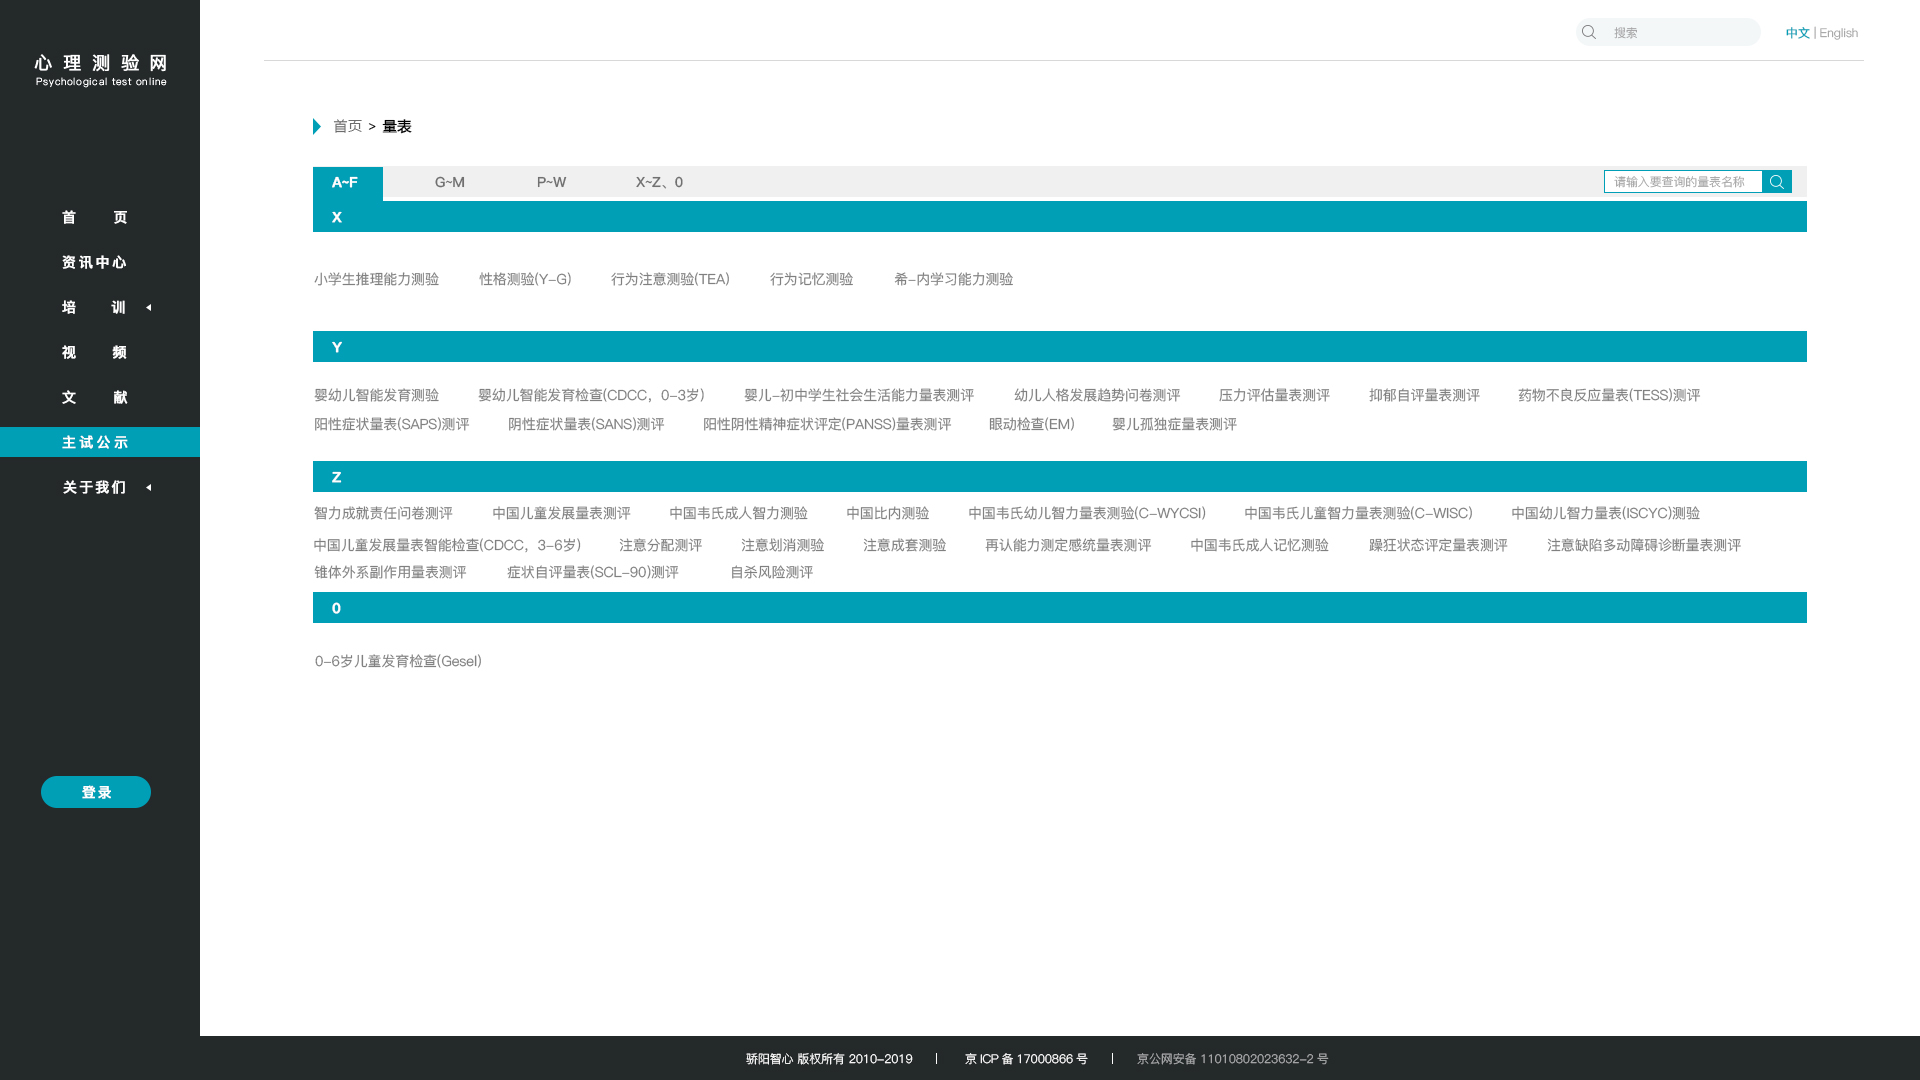 心理测验网
Psychological test online
首 页
资讯中心
培 训
视 频
文 献
主试公示
关于我们
登录
搜索
中文 | English
首页 > 量表
A~F G~M P~W X~Z、0
请输入要查询的量表名称
X
小学生推理能力测验 性格测验(Y-G) 行为注意测验(TEA) 行为记忆测验 希-内学习能力测验
Y
婴幼儿智能发育测验 婴幼儿智能发育检查(CDCC，0-3岁) 婴儿-初中学生社会生活能力量表测评 幼儿人格发展趋势问卷测评 压力评估量表测评 抑郁自评量表测评 药物不良反应量表(TESS)测评
阳性症状量表(SAPS)测评 阴性症状量表(SANS)测评 阳性阴性精神症状评定(PANSS)量表测评 眼动检查(EM) 婴儿孤独症量表测评
Z
智力成就责任问卷测评 中国儿童发展量表测评 中国韦氏成人智力测验 中国比内测验 中国韦氏幼儿智力量表测验(C-WYCSI) 中国韦氏儿童智力量表测验(C-WISC) 中国幼儿智力量表(ISCYC)测验
中国儿童发展量表智能检查(CDCC，3-6岁) 注意分配测评 注意划消测验 注意成套测验 再认能力测定感统量表测评 中国韦氏成人记忆测验 躁狂状态评定量表测评 注意缺陷多动障碍诊断量表测评
锥体外系副作用量表测评 症状自评量表(SCL-90)测评 自杀风险测评
0
0-6岁儿童发育检查(Gesel)
骄阳智心 版权所有 2010-2019 | 京 ICP 备 17000866 号 | 京公网安备 11010802023632-2 号